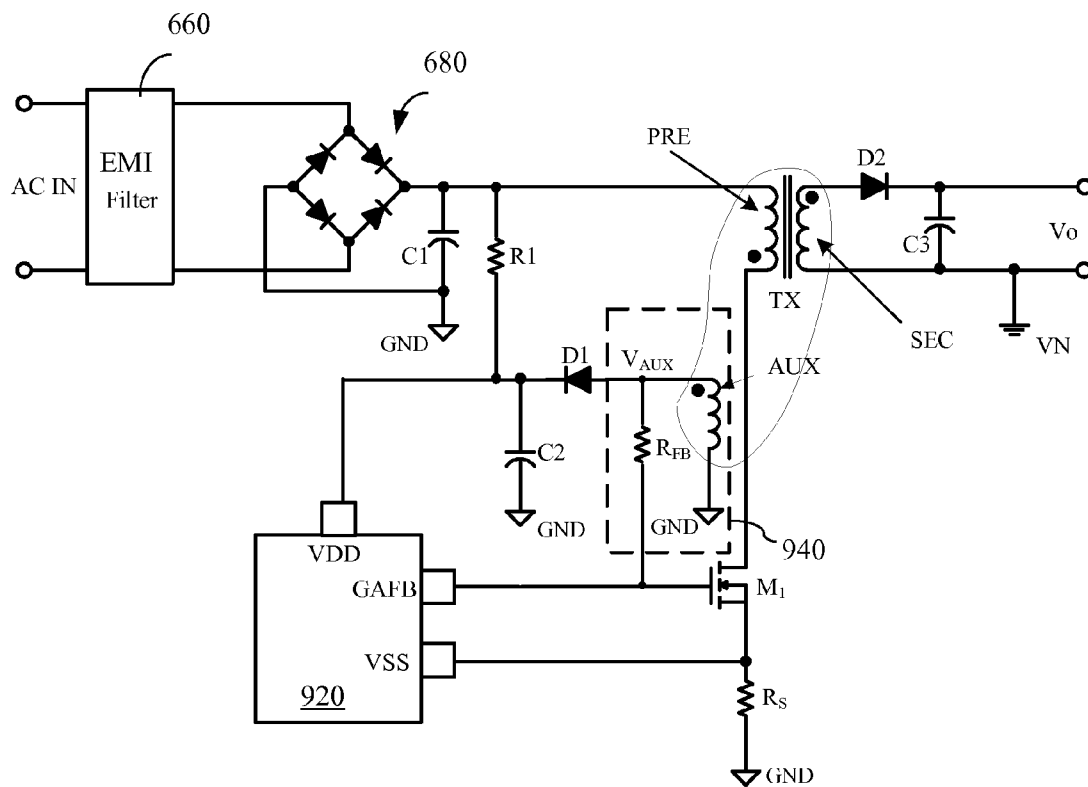 660
680
PRE
D2
AC IN
EMI
Filter
C1
R1
C3
Vo
TX
GND
SEC
VN
D1
VAUX
AUX
C2
RFB
GND
GND
940
VDD
GAFB
M1
VSS
920
RS
GND